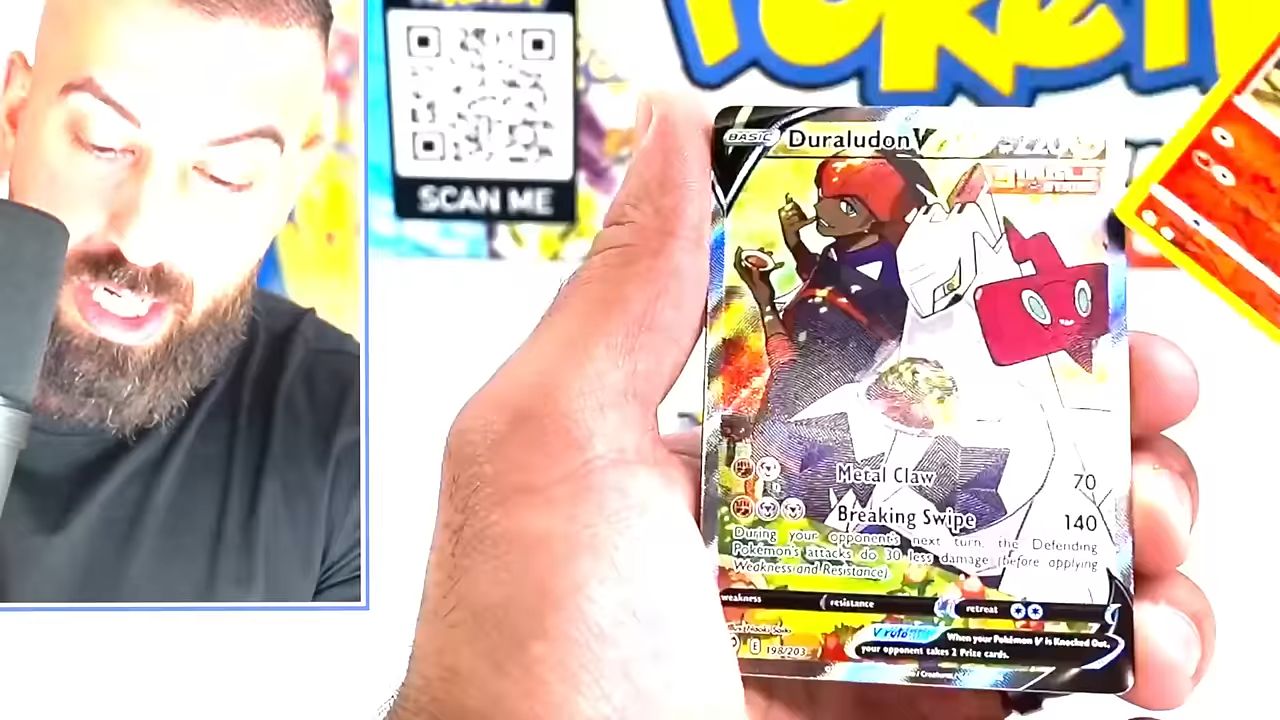 SCAN ME
BASIC
Duraludon V
Metal Claw 70
Breaking Swipe 140
During your opponent's next turn, the Defending
Pokémon's attacks do 30 less damage (before applying
Weakness and Resistance).
weakness resistance retreat
V rule When your Pokémon V is Knocked Out,
your opponent takes 2 Prize cards.
E 198/203